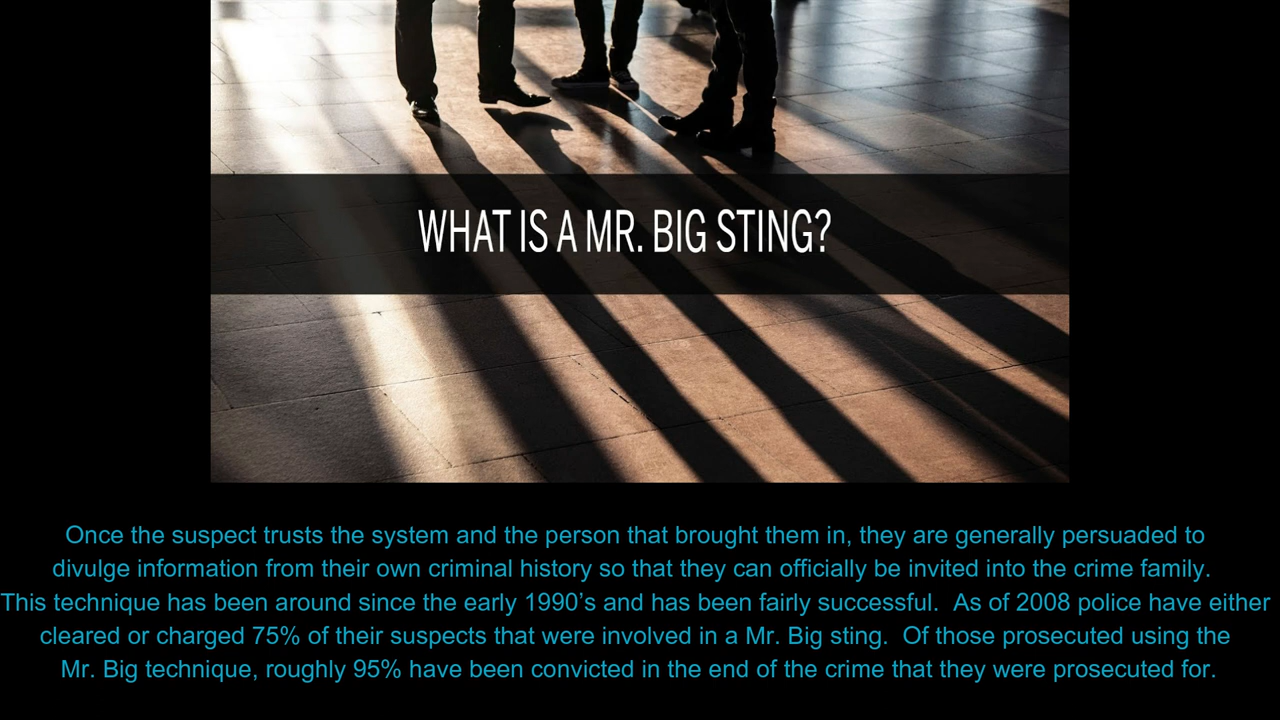 WHAT IS A MR. BIG STING?
Once the suspect trusts the system and the person that brought them in, they are generally persuaded to
divulge information from their own criminal history so that they can officially be invited into the crime family.
This technique has been around since the early 1990’s and has been fairly successful.  As of 2008 police have either
cleared or charged 75% of their suspects that were involved in a Mr. Big sting.  Of those prosecuted using the
Mr. Big technique, roughly 95% have been convicted in the end of the crime that they were prosecuted for.